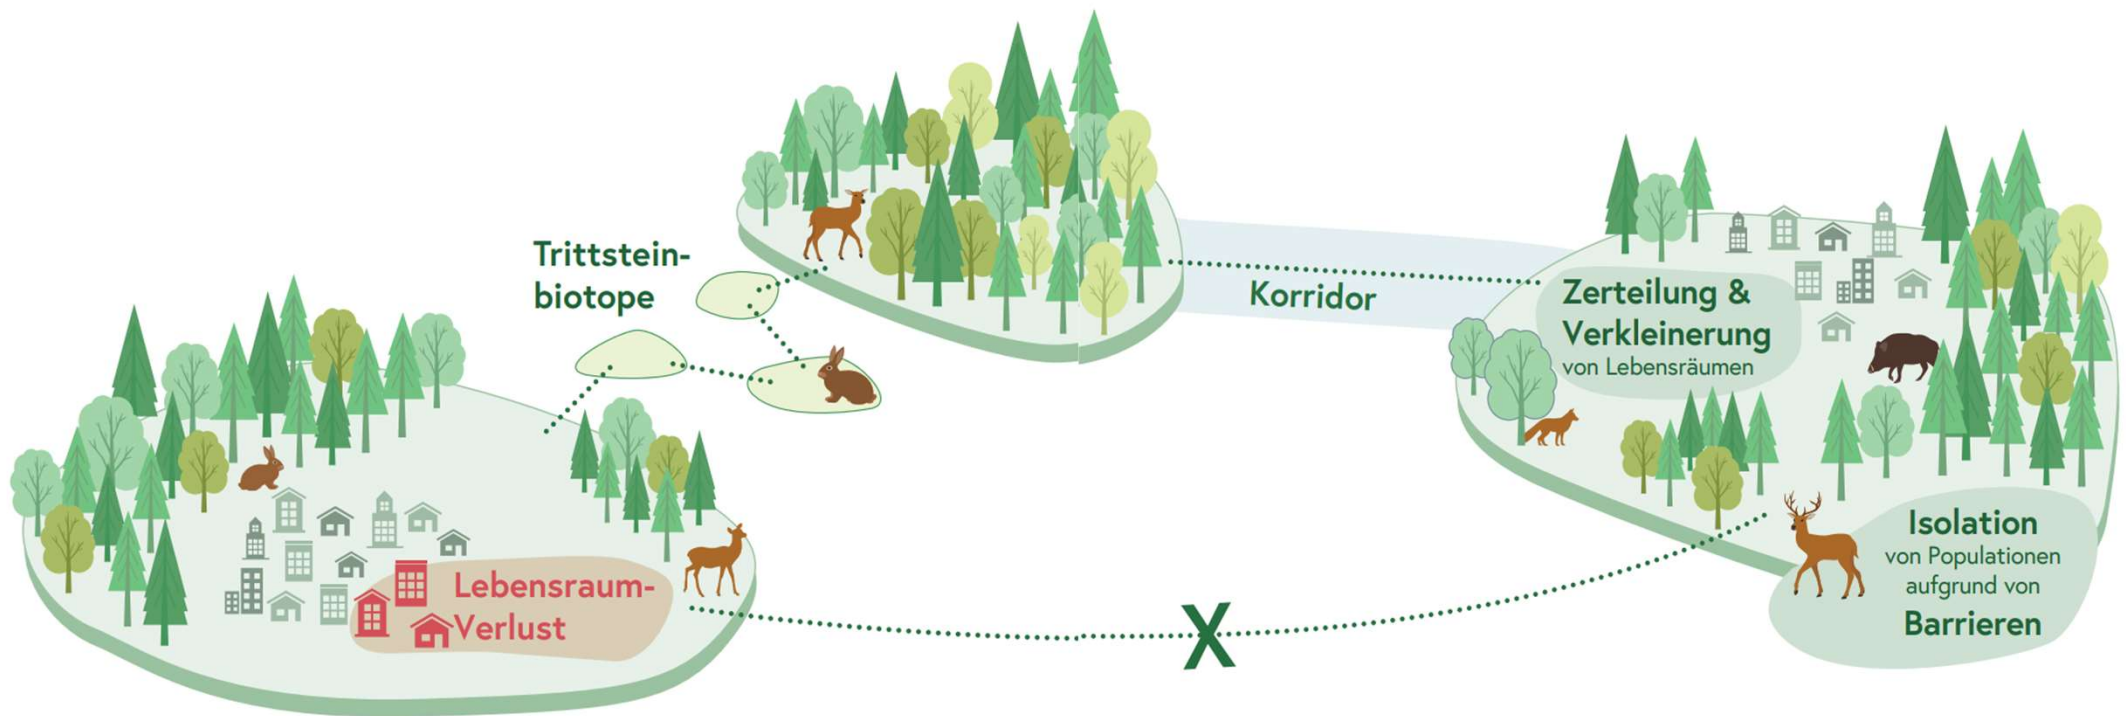 Trittstein-
biotope
Korridor
Zerteilung &
Verkleinerung
von Lebensräumen
Lebensraum-
Verlust
X
Isolation
von Populationen
aufgrund von
Barrieren